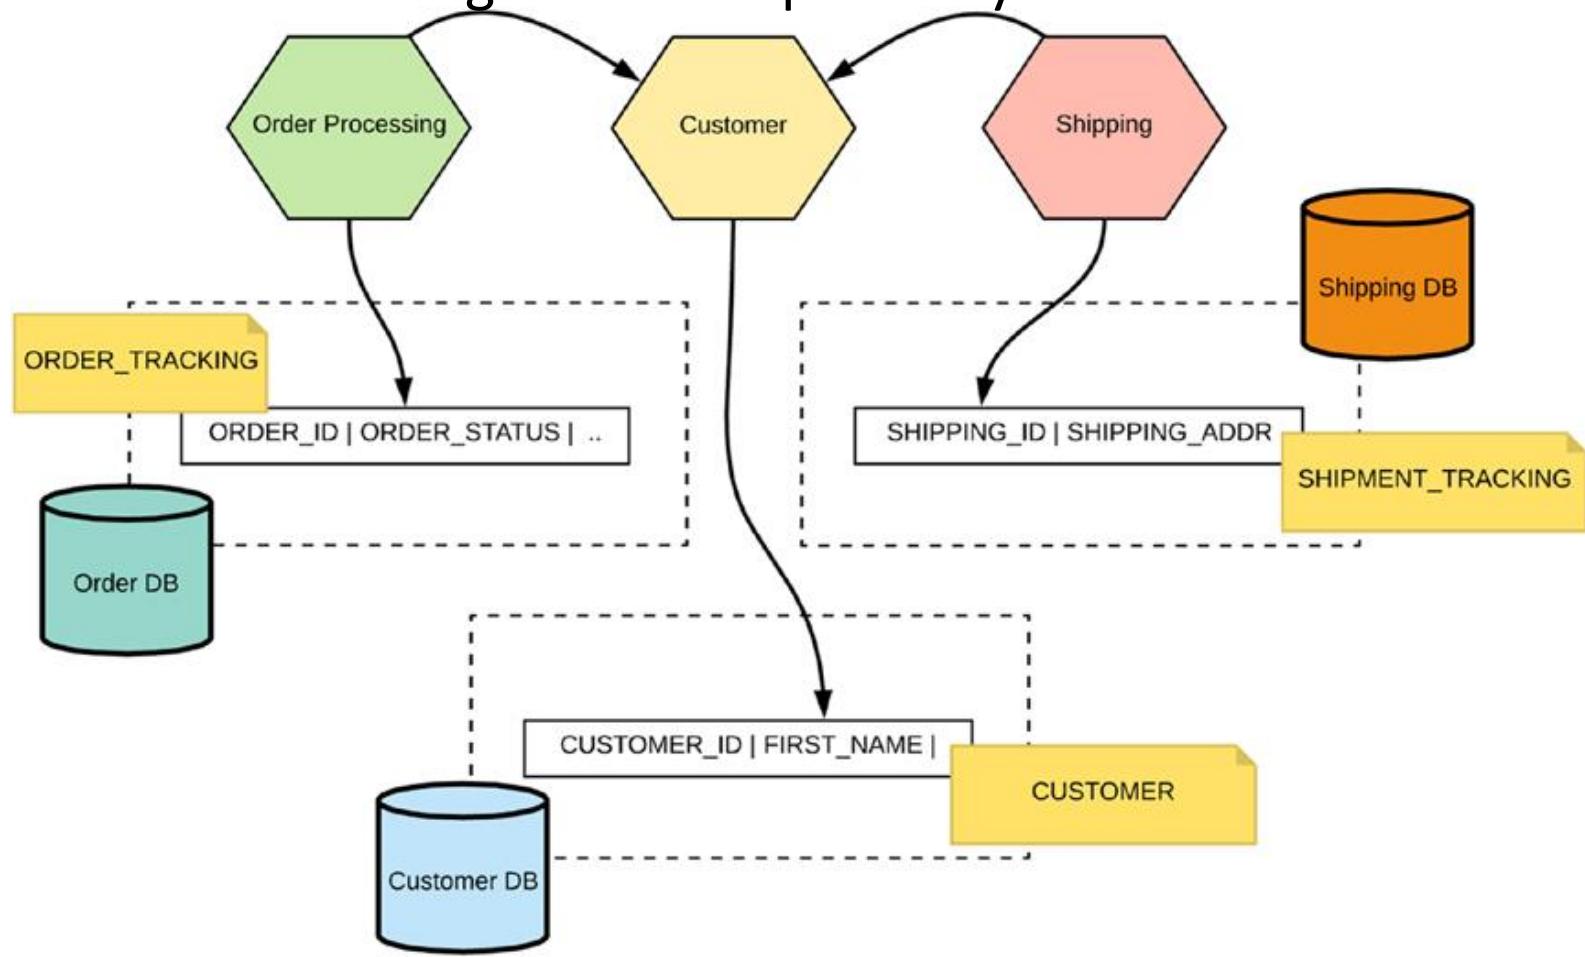 Order Processing
Customer
Shipping
Shipping DB
ORDER_TRACKING
ORDER_ID | ORDER_STATUS | ..
SHIPPING_ID | SHIPPING_ADDR
SHIPMENT_TRACKING
Order DB
CUSTOMER_ID | FIRST_NAME |
CUSTOMER
Customer DB